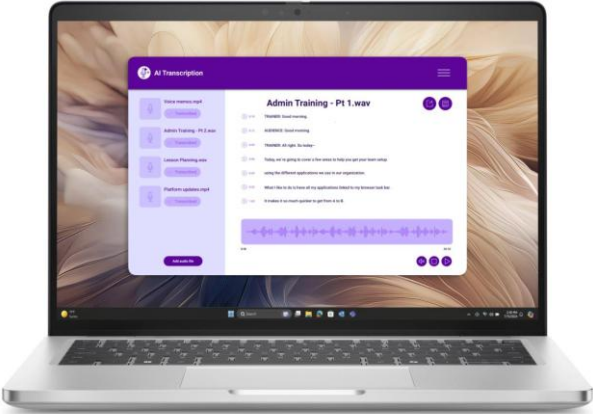 AI Transcription
Voice memos.mp4
Transcribed
Admin Training - Pt 2.wav
Transcribed
Lesson Planning.wav
Transcribed
Platform updates.mp4
Transcribed
Add audio file
Admin Training - Pt 1.wav
TRAINER: Good morning.
AUDIENCE: Good morning
TRAINER: All right. So today-
Today, we're going to cover a few areas to help you get your team setup
using the different applications we use in our organization.
What I like to do is have all my applications linked to my browser task bar
It makes it so much quicker to get from A to B
Search